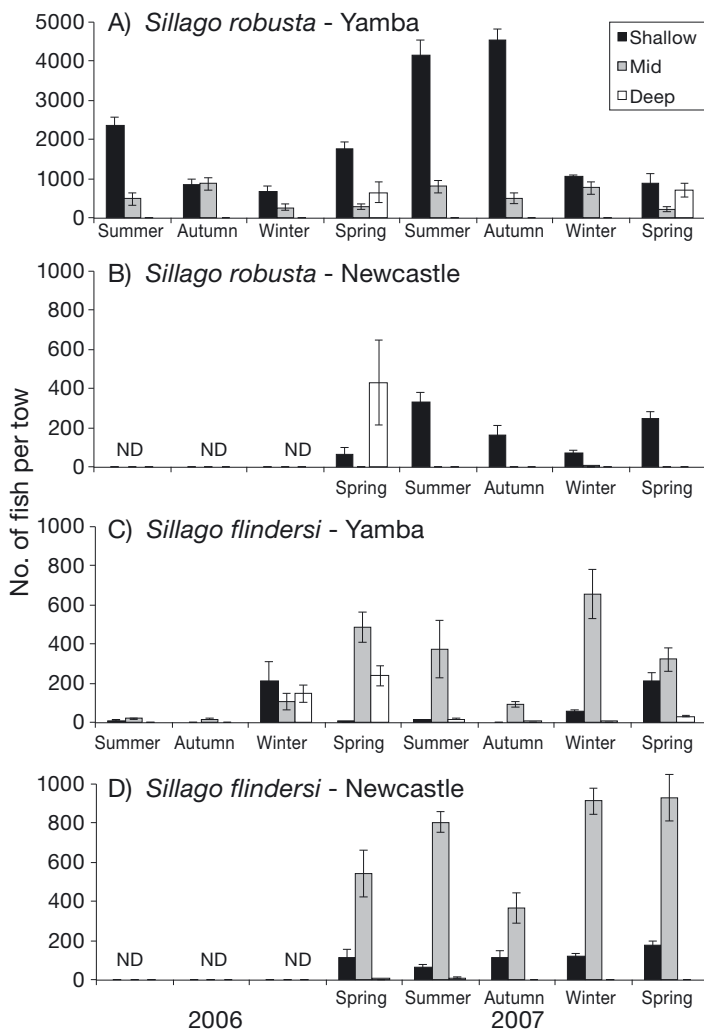 A) Sillago robusta - Yamba
Shallow
Mid
Deep
5000
4000
3000
2000
1000
0
Summer Autumn Winter Spring Summer Autumn Winter Spring
B) Sillago robusta - Newcastle
1000
800
600
400
200
0
ND ND ND
Spring Summer Autumn Winter Spring
No. of fish per tow
C) Sillago flindersi - Yamba
1000
800
600
400
200
0
Summer Autumn Winter Spring Summer Autumn Winter Spring
D) Sillago flindersi - Newcastle
1000
800
600
400
200
0
ND ND ND
Spring Summer Autumn Winter Spring
2006 2007